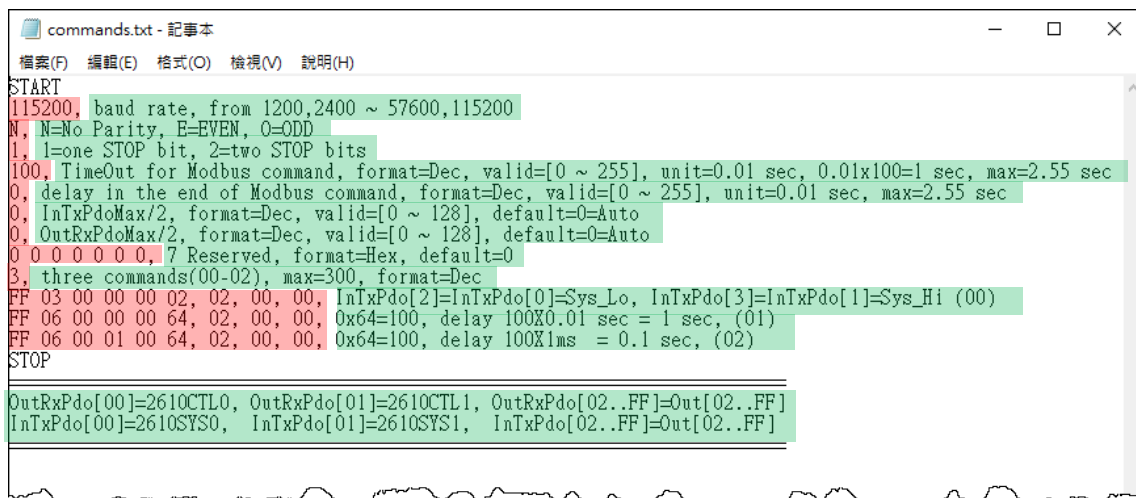 commands.txt - 記事本
檔案(F) 編輯(E) 格式(O) 檢視(V) 說明(H)
START
115200, baud rate, from 1200,2400 ~ 57600,115200
N, N=No Parity, E=EVEN, O=ODD
1, 1=one STOP bit, 2=two STOP bits
100, TimeOut for Modbus command, format=Dec, valid=[0 ~ 255], unit=0.01 sec, 0.01x100=1 sec, max=2.55 sec
0, delay in the end of Modbus command, format=Dec, valid=[0 ~ 255], unit=0.01 sec, max=2.55 sec
0, InTxPdoMax/2, format=Dec, valid=[0 ~ 128], default=0=Auto
0, OutRxPdoMax/2, format=Dec, valid=[0 ~ 128], default=0=Auto
0 0 0 0 0 0 0, 7 Reserved, format=Hex, default=0
3, three commands(00-02), max=300, format=Dec
FF 03 00 00 00 02, 02, 00, 00, InTxPdo[2]=InTxPdo[0]=Sys_Lo, InTxPdo[3]=InTxPdo[1]=Sys_Hi (00)
FF 06 00 00 00 64, 02, 00, 00, 0x64=100, delay 100X0.01 sec = 1 sec, (01)
FF 06 00 01 00 64, 02, 00, 00, 0x64=100, delay 100X1ms = 0.1 sec, (02)
STOP
OutRxPdo[00]=2610CTL0, OutRxPdo[01]=2610CTL1, OutRxPdo[02..FF]=Out[02..FF]
InTxPdo[00]=2610SYS0, InTxPdo[01]=2610SYS1, InTxPdo[02..FF]=Out[02..FF]